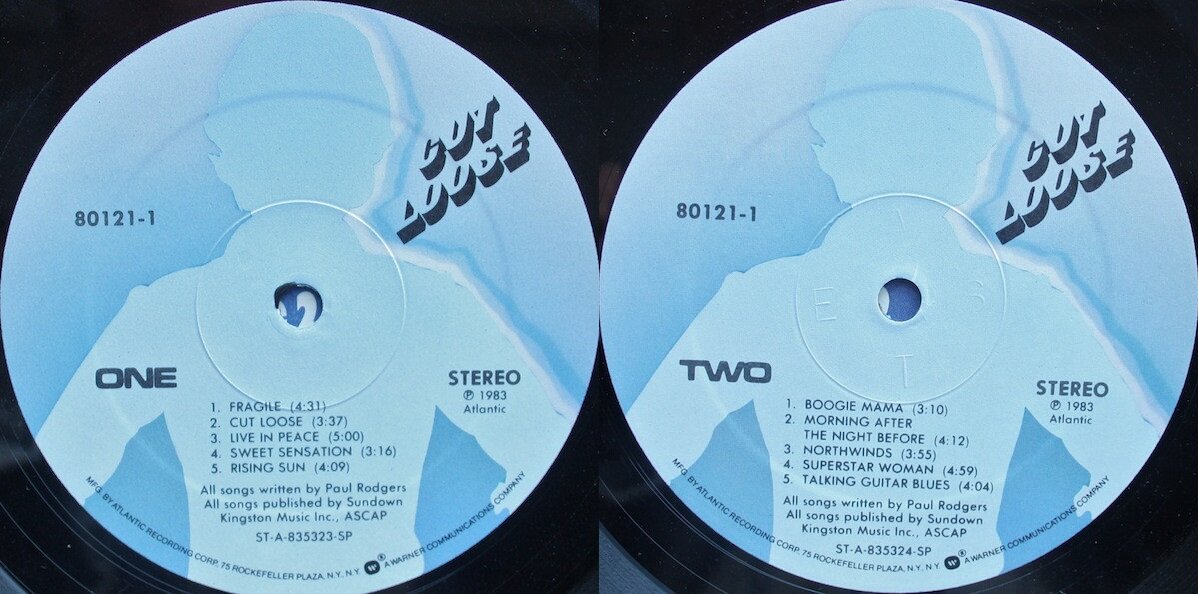 CUT
LOOSE
80121-1
ONE
STEREO
℗ 1983
Atlantic
1. FRAGILE (4:31)
2. CUT LOOSE (3:37)
3. LIVE IN PEACE (5:00)
4. SWEET SENSATION (3:16)
5. RISING SUN (4:09)
All songs written by Paul Rodgers
All songs published by Sundown
Kingston Music Inc., ASCAP
ST-A-835323-SP
MFG. BY ATLANTIC RECORDING CORP. 75 ROCKEFELLER PLAZA, N.Y., N.Y. W ® A WARNER COMMUNICATIONS COMPANY
CUT
LOOSE
80121-1
TWO
STEREO
℗ 1983
Atlantic
1. BOOGIE MAMA (3:10)
2. MORNING AFTER
THE NIGHT BEFORE (4:12)
3. NORTHWINDS (3:55)
4. SUPERSTAR WOMAN (4:59)
5. TALKING GUITAR BLUES (4:04)
All songs written by Paul Rodgers
All songs published by Sundown
Kingston Music Inc., ASCAP
ST-A-835324-SP
MFG. BY ATLANTIC RECORDING CORP. 75 ROCKEFELLER PLAZA, N.Y., N.Y. W ® A WARNER COMMUNICATIONS COMPANY